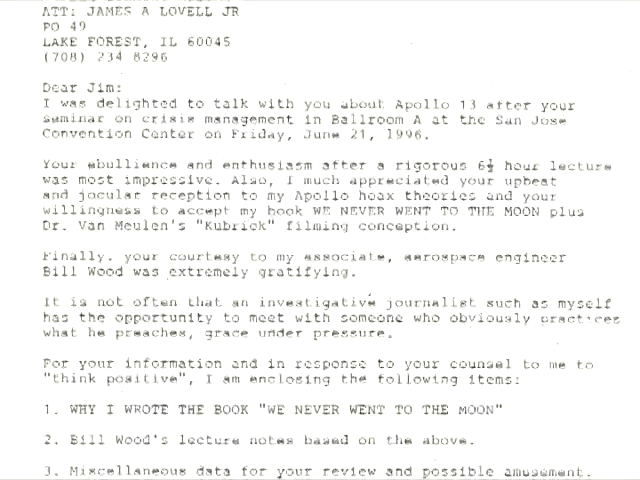 ATT: JAMES A LOVELL JR
PO 49
LAKE FOREST, IL 60045
(708) 234 8296
Dear Jim:
I was delighted to talk with you about Apollo 13 after your
seminar on crisis management in Ballroom A at the San Jose
Convention Center on Friday, June 21, 1996.
Your ebullience and enthusiasm after a rigorous 6½ hour lecture
was most impressive. Also, I much appreciated your upbeat
and jocular reception to my Apollo hoax theories and your
willingness to accept my book WE NEVER WENT TO THE MOON plus
Dr. Van Meulen's "Kubrick" filming conception.
Finally. your courtesy to my associate, aerospace engineer
Bill Wood was extremely gratifying.
It is not often that an investigative journalist such as myself
has the opportunity to meet with someone who obviously practices
what he preaches, grace under pressure.
For your information and in response to your counsel to me to
"think positive", I am enclosing the following items:
1. WHY I WROTE THE BOOK "WE NEVER WENT TO THE MOON"
2. Bill Wood's lecture notes based on the above.
3. Miscellaneous data for your review and possible amusement.